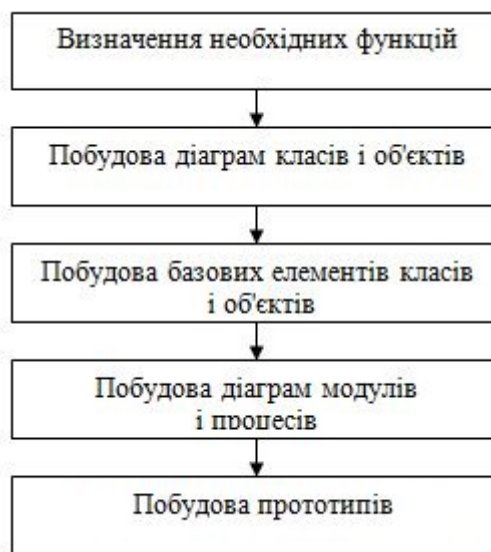 Визначення необхідних функцій
Побудова діаграм класів і об'єктів
Побудова базових елементів класів
і об'єктів
Побудова діаграм модулів
і процесів
Побудова прототипів